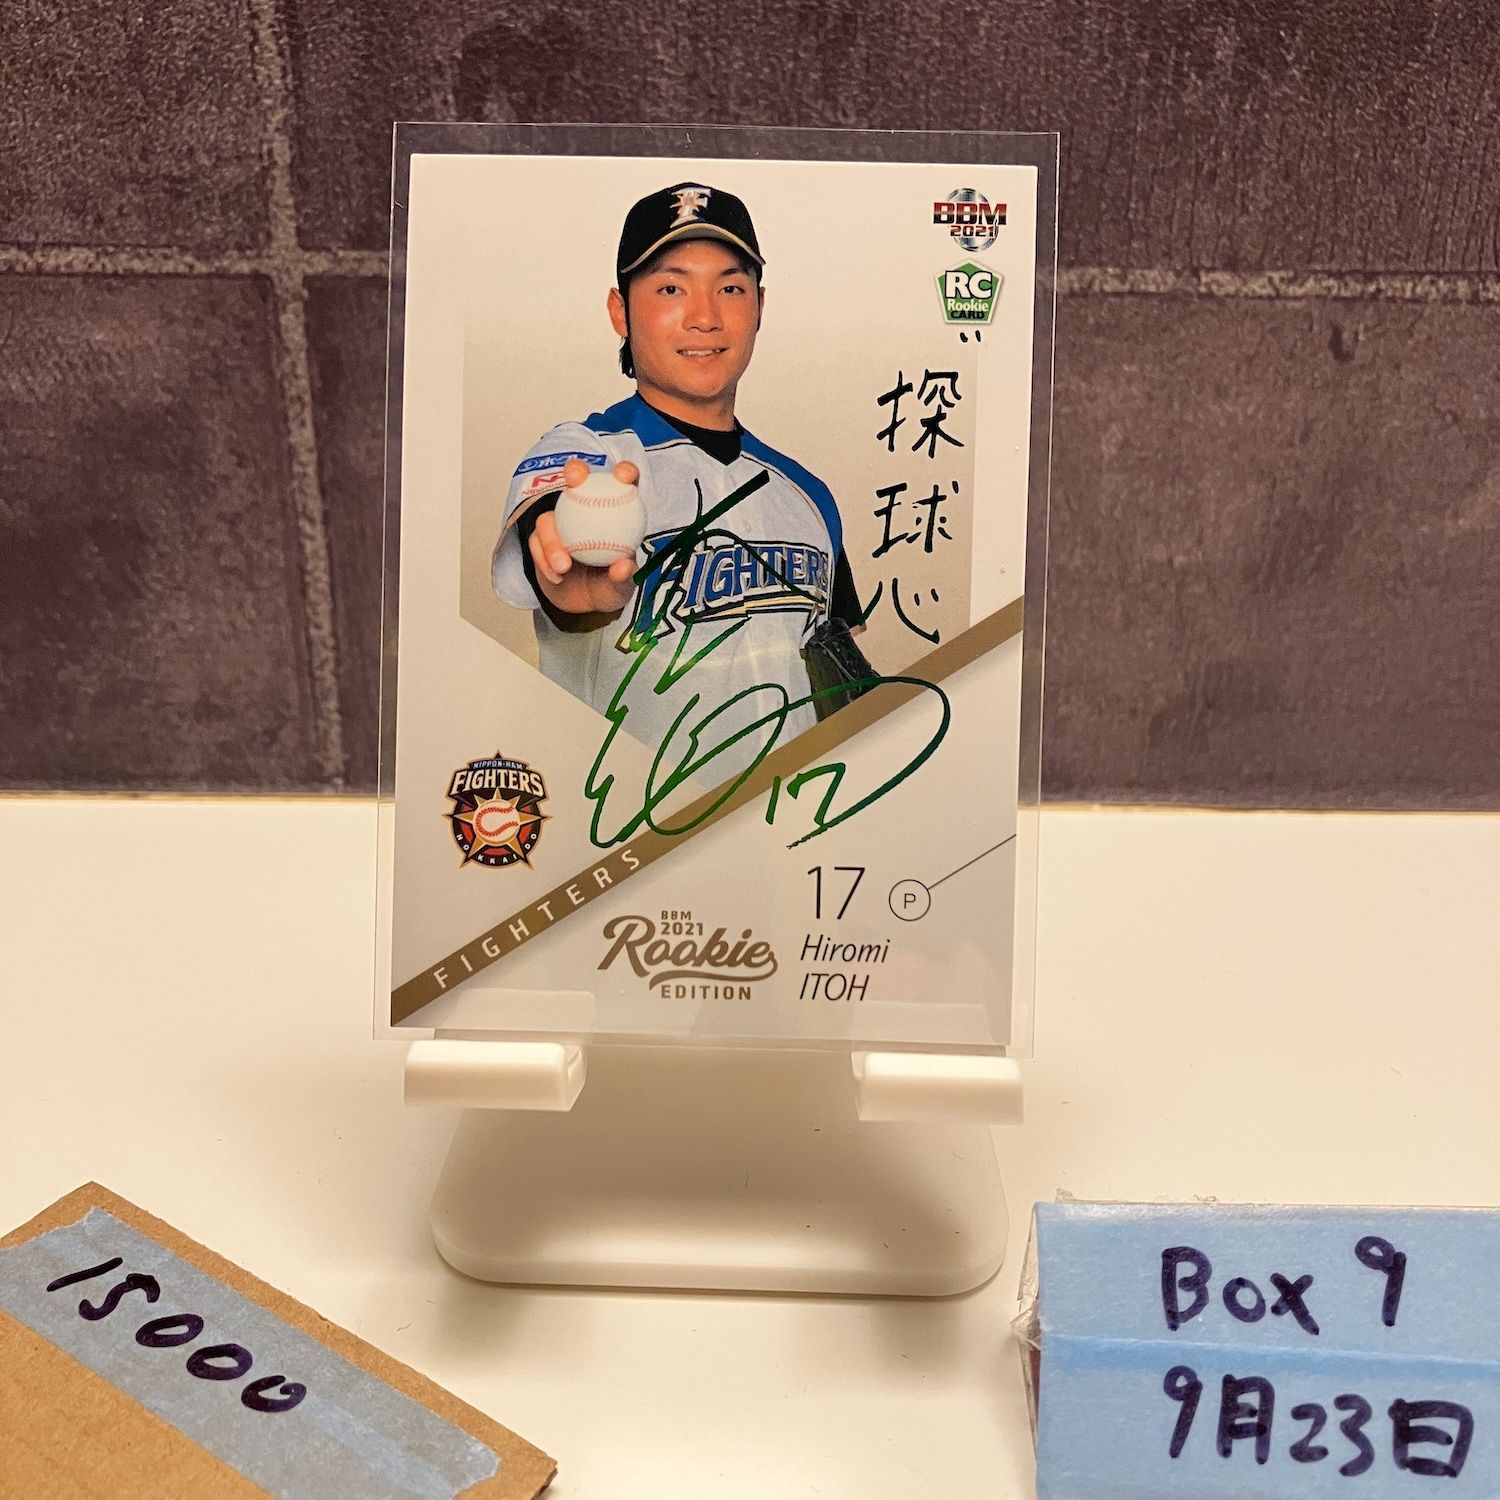 BBM
2021
RC
Rookie
CARD
"探球心
FIGHTERS
17
NIPPON-HAM
FIGHTERS
HOKKAIDO
FIGHTERS
BBM
2021
Rookie
EDITION
17 P
Hiromi
ITOH
15000
Box 9
9月23日